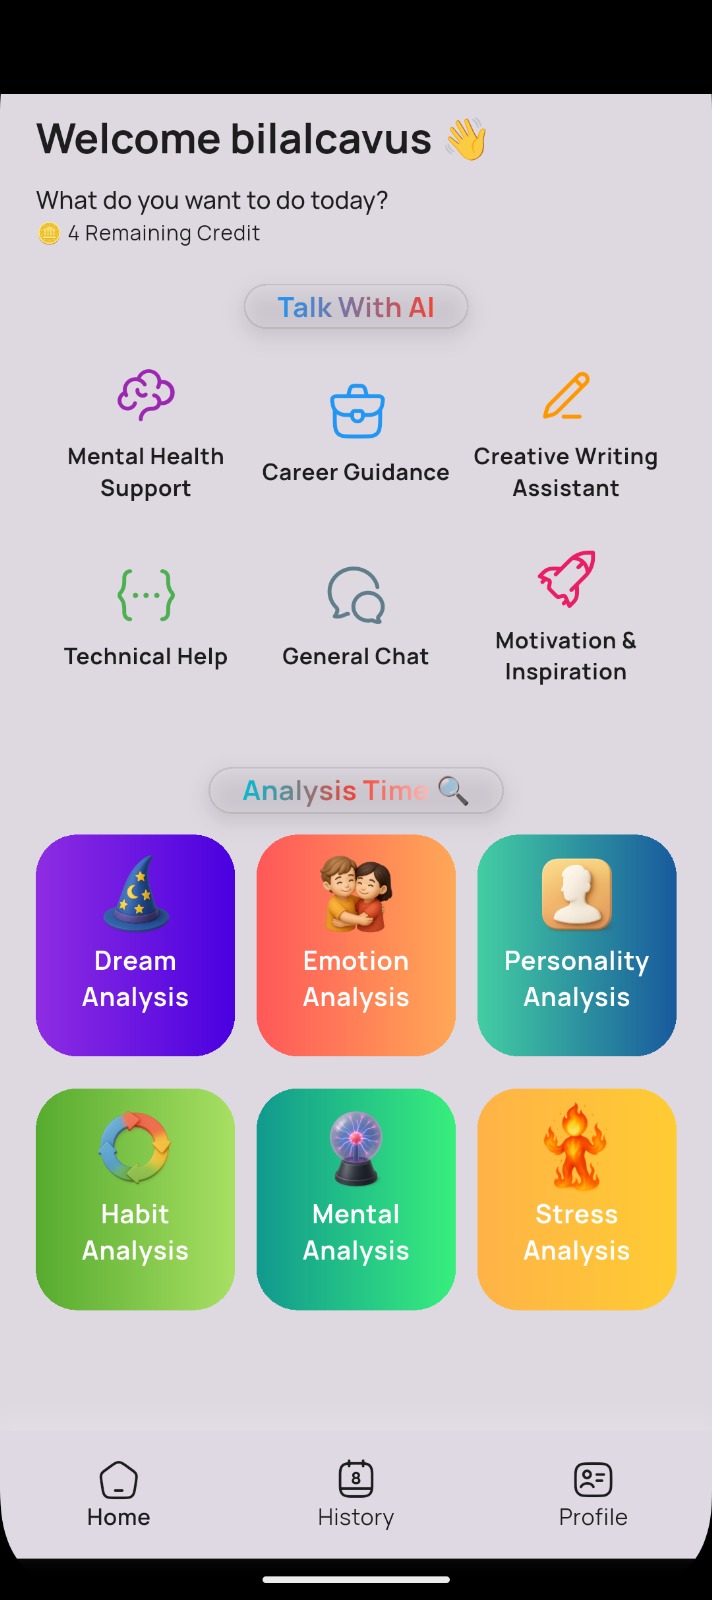 Welcome bilalcavus 👋
What do you want to do today?
🪙 4 Remaining Credit
Talk With AI
Mental Health
Support
Career Guidance
Creative Writing
Assistant
Technical Help
General Chat
Motivation &
Inspiration
Analysis Time 🔍
Dream
Analysis
Emotion
Analysis
Personality
Analysis
Habit
Analysis
Mental
Analysis
Stress
Analysis
8
Home
History
Profile